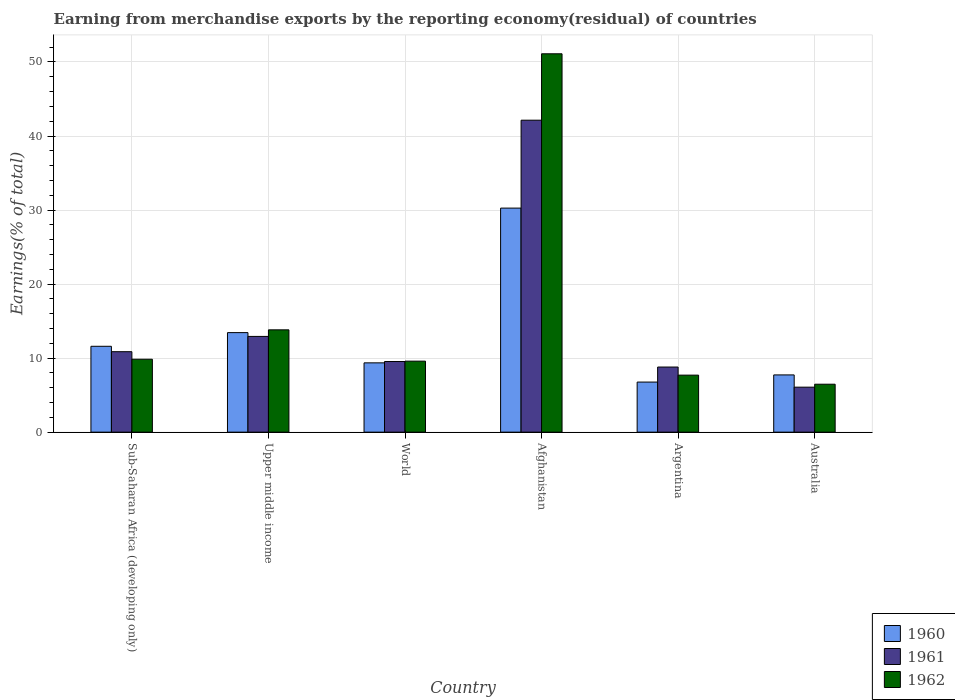 Earning from merchandise exports by the reporting economy(residual) of countries
Earnings(% of total)
50
40
30
20
10
0
Sub-Saharan Africa (developing only)
Upper middle income
World
Afghanistan
Argentina
Australia
Country
1960
1961
1962